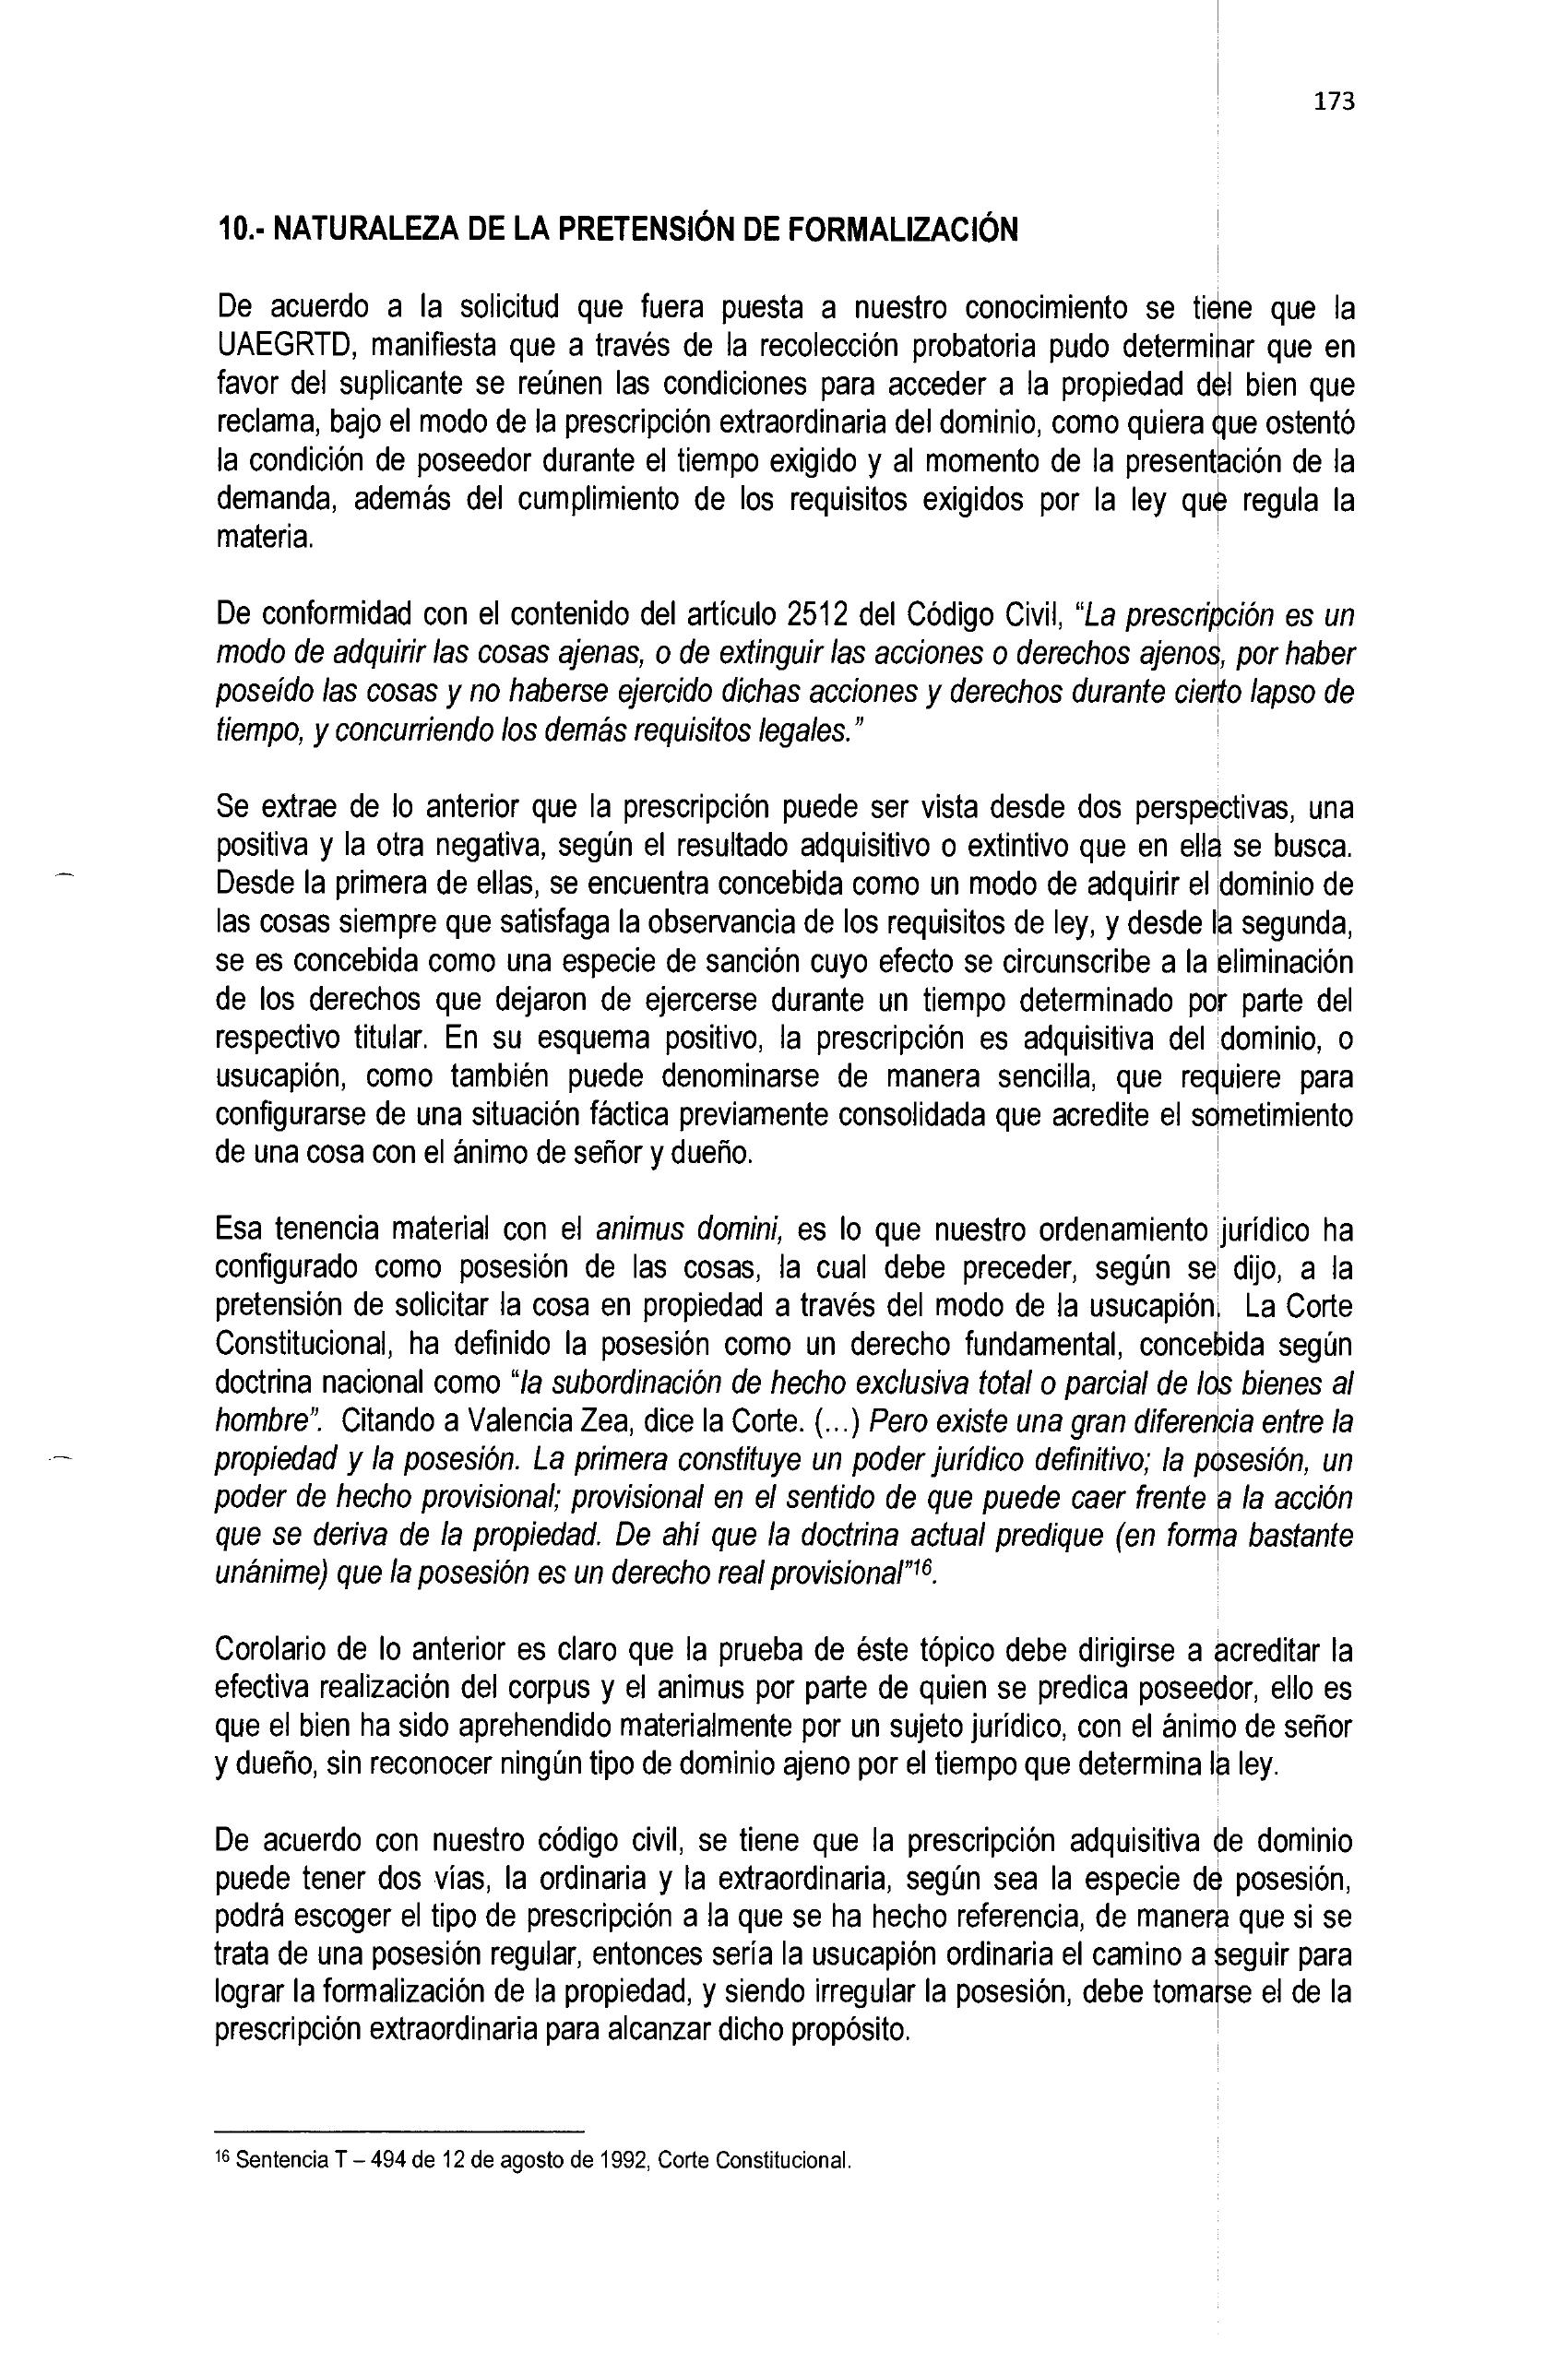 173
10.- NATURALEZA DE LA PRETENSIÓN DE FORMALIZACIÓN
De acuerdo a la solicitud que fuera puesta a nuestro conocimiento se tiene que la
UAEGRTD, manifiesta que a través de la recolección probatoria pudo determinar que en
favor del suplicante se reúnen las condiciones para acceder a la propiedad del bien que
reclama, bajo el modo de la prescripción extraordinaria del dominio, como quiera que ostentó
la condición de poseedor durante el tiempo exigido y al momento de la presentación de la
demanda, además del cumplimiento de los requisitos exigidos por la ley que regula la
materia.
De conformidad con el contenido del artículo 2512 del Código Civil, “La prescripción es un
modo de adquirir las cosas ajenas, o de extinguir las acciones o derechos ajenos, por haber
poseído las cosas y no haberse ejercido dichas acciones y derechos durante cierto lapso de
tiempo, y concurriendo los demás requisitos legales.”
Se extrae de lo anterior que la prescripción puede ser vista desde dos perspectivas, una
positiva y la otra negativa, según el resultado adquisitivo o extintivo que en ella se busca.
Desde la primera de ellas, se encuentra concebida como un modo de adquirir el dominio de
las cosas siempre que satisfaga la observancia de los requisitos de ley, y desde la segunda,
se es concebida como una especie de sanción cuyo efecto se circunscribe a la eliminación
de los derechos que dejaron de ejercerse durante un tiempo determinado por parte del
respectivo titular. En su esquema positivo, la prescripción es adquisitiva del dominio, o
usucapión, como también puede denominarse de manera sencilla, que requiere para
configurarse de una situación fáctica previamente consolidada que acredite el sometimiento
de una cosa con el ánimo de señor y dueño.
Esa tenencia material con el animus domini, es lo que nuestro ordenamiento jurídico ha
configurado como posesión de las cosas, la cual debe preceder, según se dijo, a la
pretensión de solicitar la cosa en propiedad a través del modo de la usucapión. La Corte
Constitucional, ha definido la posesión como un derecho fundamental, concebida según
doctrina nacional como “la subordinación de hecho exclusiva total o parcial de los bienes al
hombre”. Citando a Valencia Zea, dice la Corte. (...) Pero existe una gran diferencia entre la
propiedad y la posesión. La primera constituye un poder jurídico definitivo; la posesión, un
poder de hecho provisional; provisional en el sentido de que puede caer frente a la acción
que se deriva de la propiedad. De ahí que la doctrina actual predique (en forma bastante
unánime) que la posesión es un derecho real provisional”16.
Corolario de lo anterior es claro que la prueba de éste tópico debe dirigirse a acreditar la
efectiva realización del corpus y el animus por parte de quien se predica poseedor, ello es
que el bien ha sido aprehendido materialmente por un sujeto jurídico, con el ánimo de señor
y dueño, sin reconocer ningún tipo de dominio ajeno por el tiempo que determina la ley.
De acuerdo con nuestro código civil, se tiene que la prescripción adquisitiva de dominio
puede tener dos vías, la ordinaria y la extraordinaria, según sea la especie de posesión,
podrá escoger el tipo de prescripción a la que se ha hecho referencia, de manera que si se
trata de una posesión regular, entonces sería la usucapión ordinaria el camino a seguir para
lograr la formalización de la propiedad, y siendo irregular la posesión, debe tomarse el de la
prescripción extraordinaria para alcanzar dicho propósito.
16 Sentencia T – 494 de 12 de agosto de 1992, Corte Constitucional.